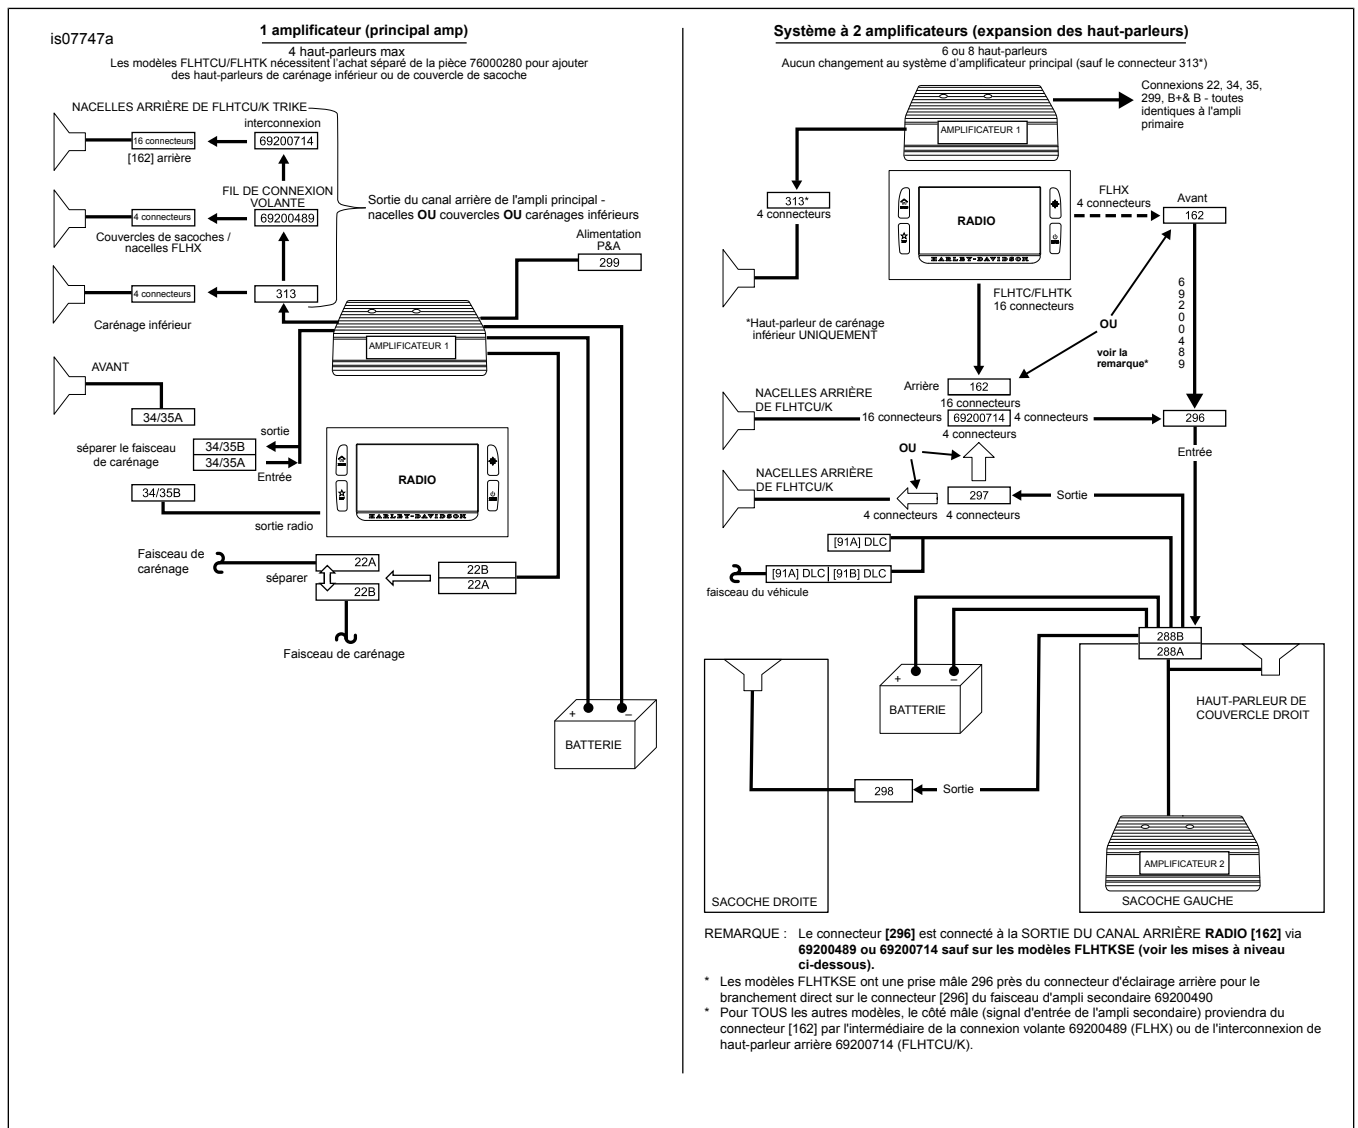 is07747a
1 amplificateur (principal amp)
4 haut-parleurs max
Les modèles FLHTCU/FLHTK nécessitent l'achat séparé de la pièce 76000280 pour ajouter
des haut-parleurs de carénage inférieur ou de couvercle de sacoche
NACELLES ARRIÈRE DE FLHTCU/K TRIKE
interconnexion
16 connecteurs
69200714
[162] arrière
FIL DE CONNEXION
VOLANTE
4 connecteurs
69200489
Couvercles de sacoches /
nacelles FLHX
Sortie du canal arrière de l'ampli principal -
nacelles OU couvercles OU carénages inférieurs
Alimentation
P&A
299
4 connecteurs
313
Carénage inférieur
AMPLIFICATEUR 1
AVANT
34/35A
sortie
séparer le faisceau
de carénage
34/35B
34/35A
Entrée
34/35B
sortie radio
RADIO
HARLEY-DAVIDSON
Faisceau de
carénage
22A
séparer
22B
22B
22A
Faisceau de carénage
+
–
BATTERIE
Système à 2 amplificateurs (expansion des haut-parleurs)
6 ou 8 haut-parleurs
Aucun changement au système d'amplificateur principal (sauf le connecteur 313*)
Connexions 22, 34, 35,
299, B+& B - toutes
identiques à l'ampli
primaire
AMPLIFICATEUR 1
313*
4 connecteurs
RADIO
HARLEY-DAVIDSON
FLHX
4 connecteurs
Avant
162
FLHTC/FLHTK
16 connecteurs
69200489
*Haut-parleur de carénage
inférieur UNIQUEMENT
OU
voir la
remarque*
Arrière
162
16 connecteurs
NACELLES ARRIÈRE
DE FLHTCU/K
16 connecteurs
69200714
4 connecteurs
296
4 connecteurs
Entrée
OU
NACELLES ARRIÈRE
DE FLHTCU/K
297
Sortie
4 connecteurs
4 connecteurs
[91A] DLC
[91A] DLC
[91B] DLC
faisceau du véhicule
288B
288A
+
–
BATTERIE
HAUT-PARLEUR DE
COUVERCLE DROIT
298
Sortie
AMPLIFICATEUR 2
SACOCHE DROITE
SACOCHE GAUCHE
REMARQUE : Le connecteur [296] est connecté à la SORTIE DU CANAL ARRIÈRE RADIO [162] via
69200489 ou 69200714 sauf sur les modèles FLHTKSE (voir les mises à niveau
ci-dessous).
* Les modèles FLHTKSE ont une prise mâle 296 près du connecteur d'éclairage arrière pour le
branchement direct sur le connecteur [296] du faisceau d'ampli secondaire 69200490
* Pour TOUS les autres modèles, le côté mâle (signal d'entrée de l'ampli secondaire) proviendra du
connecteur [162] par l'intermédiaire de la connexion volante 69200489 (FLHX) ou de l'interconnexion de
haut-parleur arrière 69200714 (FLHTCU/K).